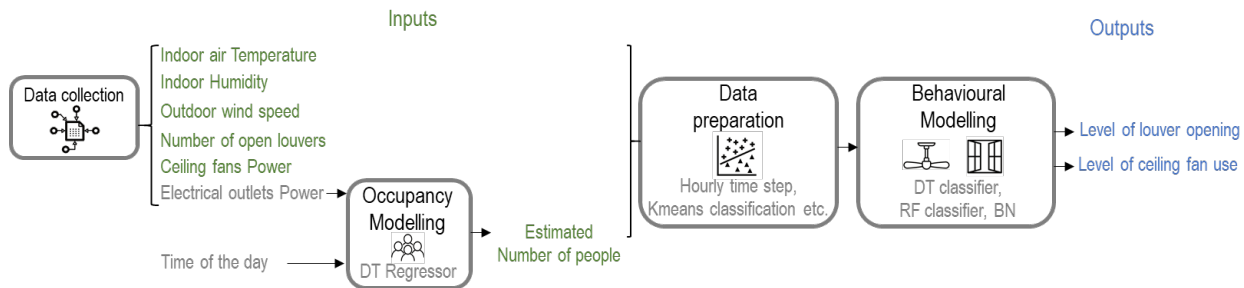 Inputs
Outputs
Data collection
Indoor air Temperature
Indoor Humidity
Outdoor wind speed
Number of open louvers
Ceiling fans Power
Electrical outlets Power
Time of the day
Occupancy
Modelling
DT Regressor
Estimated
Number of people
Data
preparation
Hourly time step,
Kmeans classification etc.
Behavioural
Modelling
DT classifier,
RF classifier, BN
Level of louver opening
Level of ceiling fan use